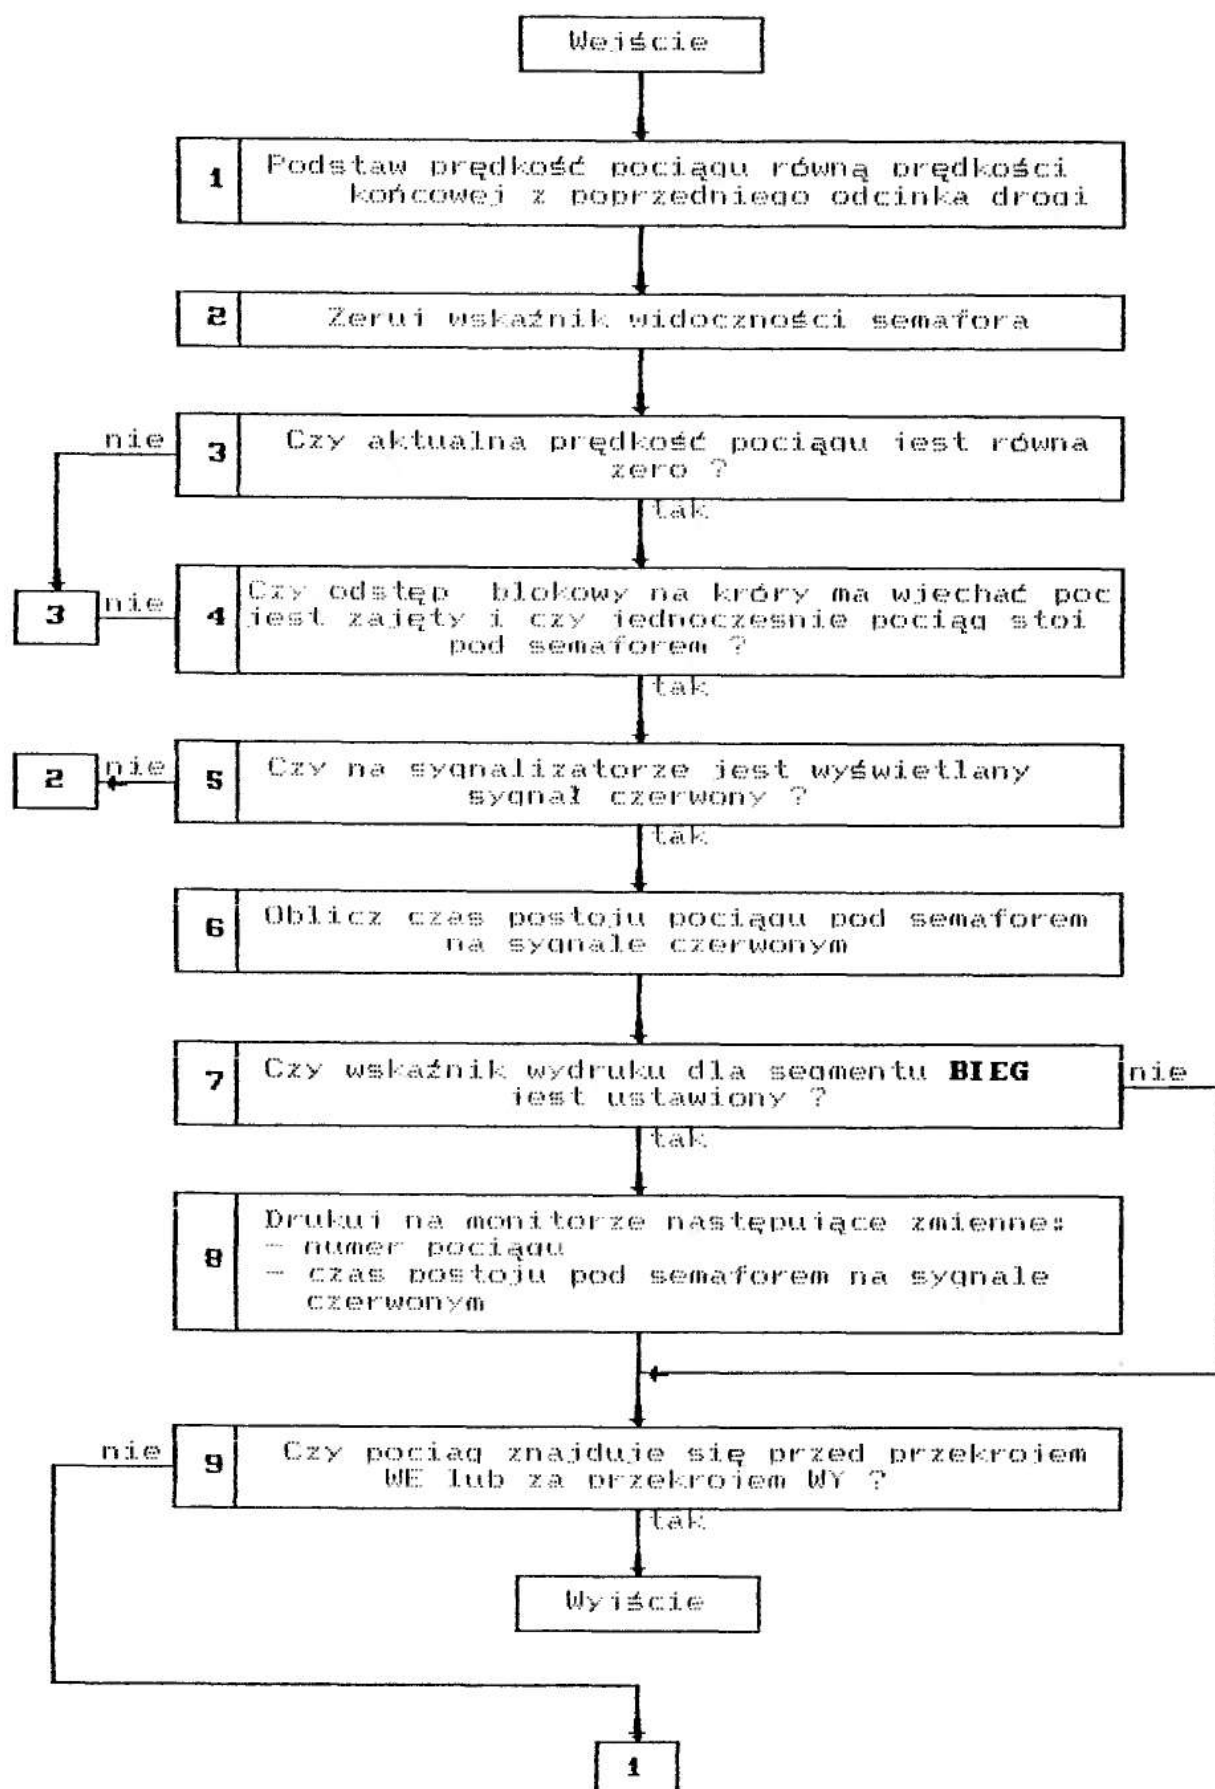 Wejście
1 Podstaw prędkość pociągu równą prędkości
końcowej z poprzedniego odcinka drogi
2 Zeruj wskaźnik widoczności semafora
nie 3 Czy aktualna prędkość pociągu jest równa
zero ?
tak
3 nie 4 Czy odstęp blokowy na króry ma wjechać poc
jest zajęty i czy jednoczesnie pociąg stoi
pod semaforem ?
tak
2 nie 5 Czy na sygnalizatorze jest wyświetlany
sygnał czerwony ?
tak
6 Oblicz czas postoju pociągu pod semaforem
na sygnale czerwonym
7 Czy wskaźnik wydruku dla segmentu BIEG nie
jest ustawiony ?
tak
8 Drukuj na monitorze następujące zmienne:
- numer pociągu
- czas postoju pod semaforem na sygnale
czerwonym
nie 9 Czy pociag znajduje się przed przekrojem
WE lub za przekrojem WY ?
tak
Wyjście
1